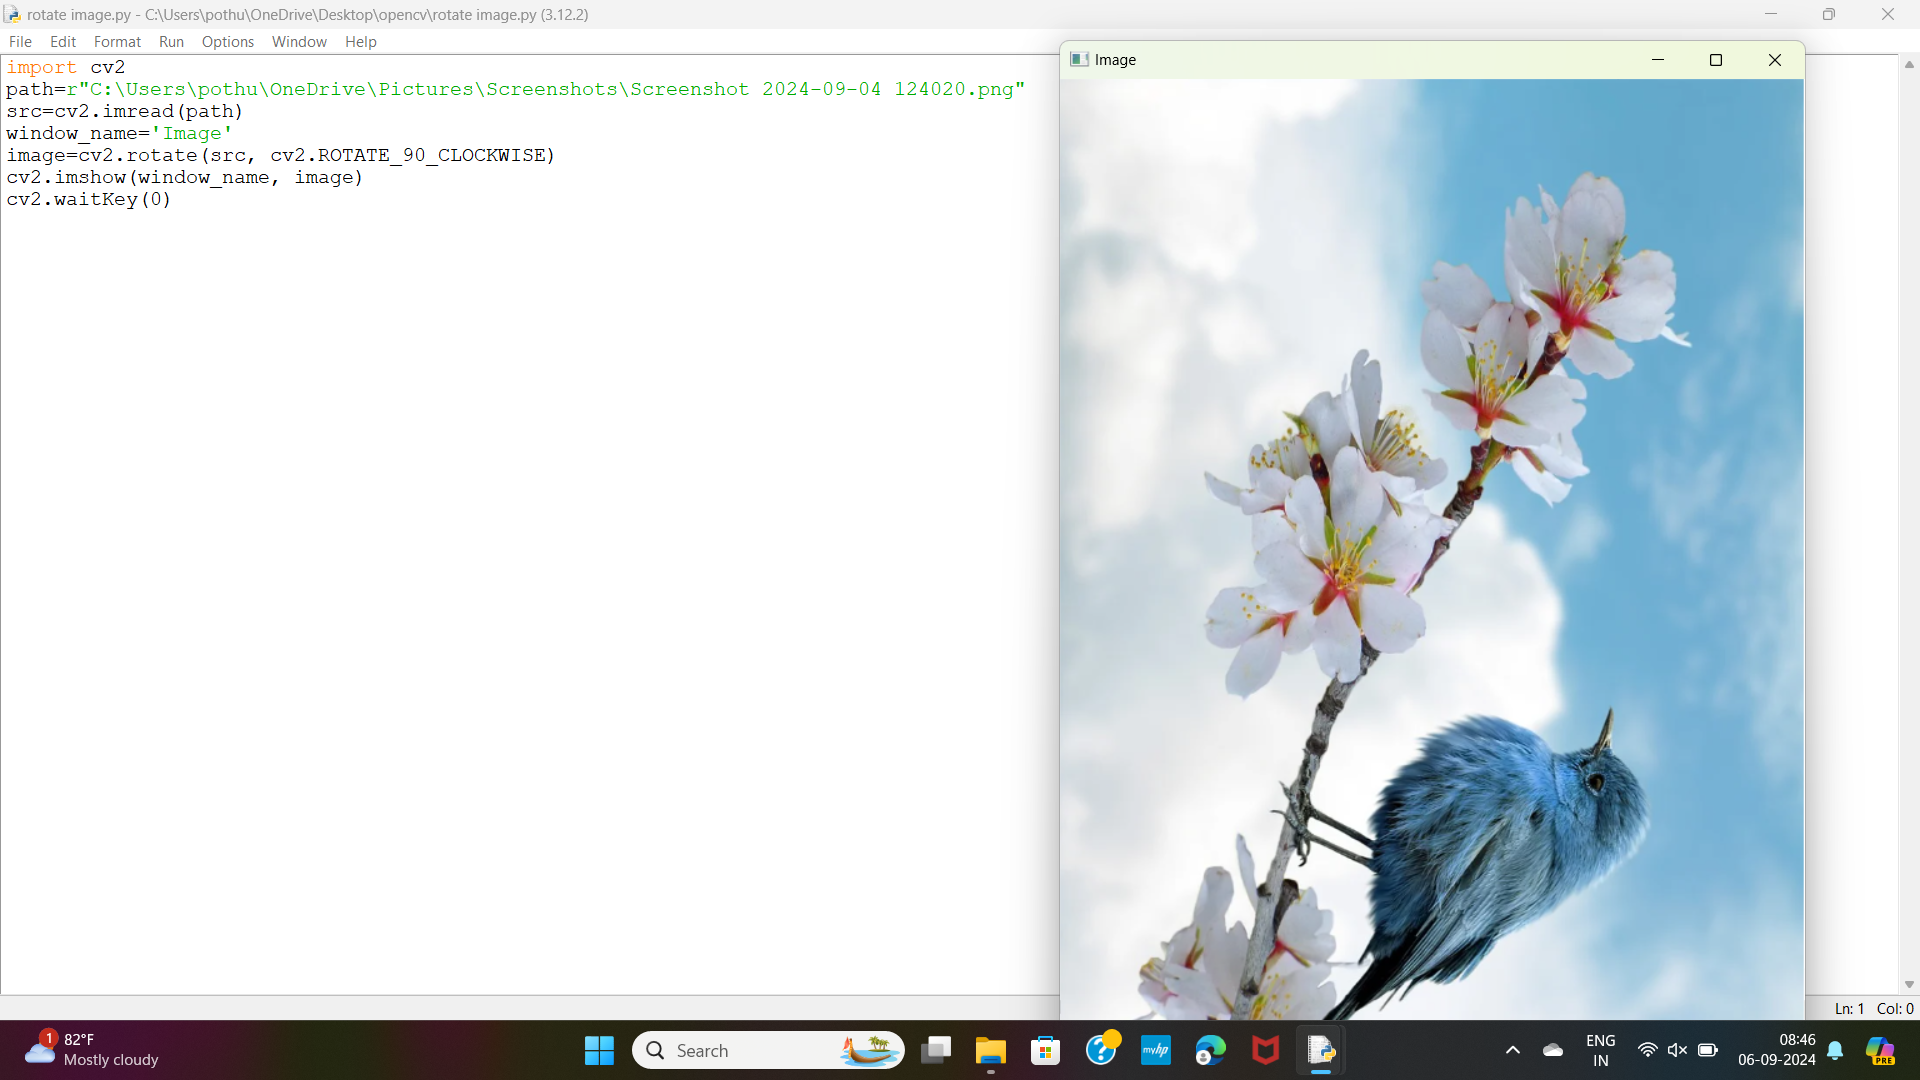 rotate image.py - C:\Users\pothu\OneDrive\Desktop\opencv\rotate image.py (3.12.2)
File Edit Format Run Options Window Help
import cv2
path=r"C:\Users\pothu\OneDrive\Pictures\Screenshots\Screenshot 2024-09-04 124020.png"
src=cv2.imread(path)
window_name='Image'
image=cv2.rotate(src, cv2.ROTATE_90_CLOCKWISE)
cv2.imshow(window_name, image)
cv2.waitKey(0)
Image
Ln: 1 Col: 0
1
82°F
Mostly cloudy
Search
myhp
ENG
IN
08:46
06-09-2024
PRE